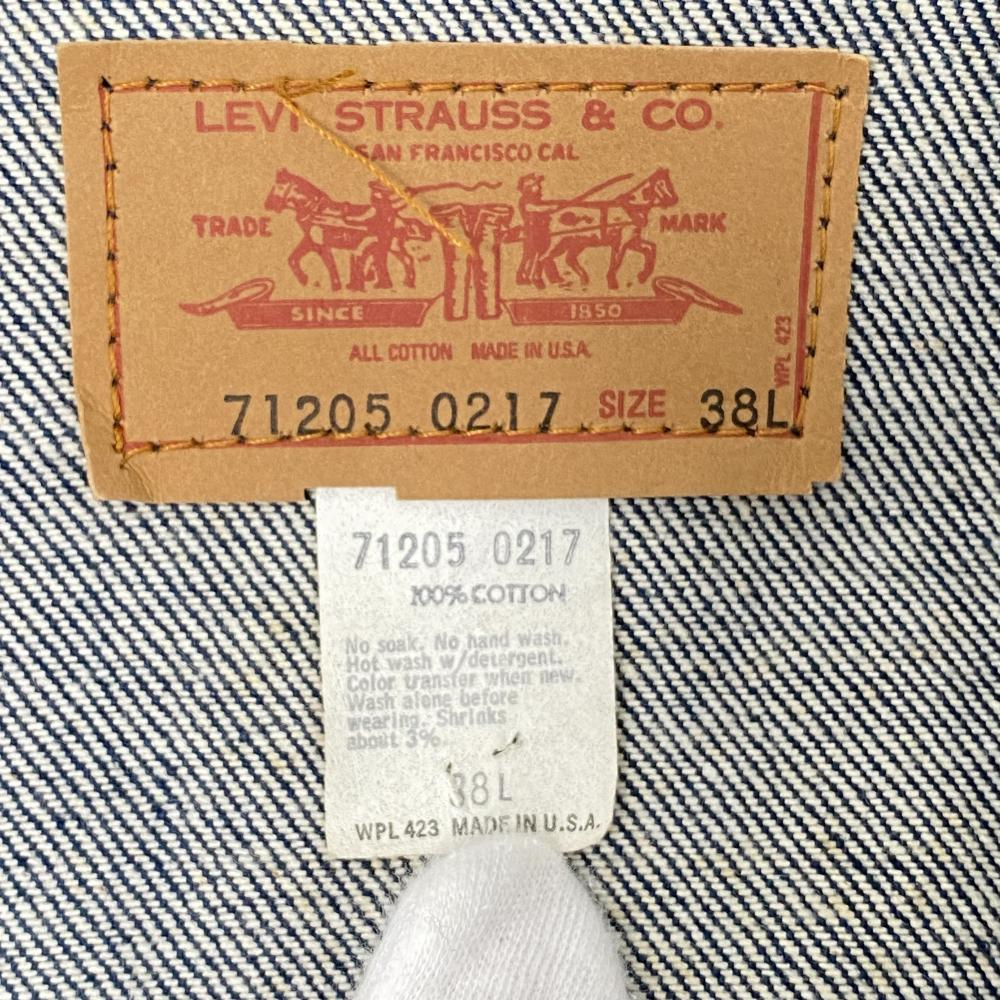 LEVI STRAUSS & CO.
SAN FRANCISCO CAL
TRADE MARK
SINCE 1850
ALL COTTON MADE IN U.S.A.
WPL 423
71205 0217 SIZE 38L
71205 0217
100% COTTON
No soak. No hand wash.
Hot wash w/detergent.
Color transfer when new.
Wash alone before
wearing. Shrinks
about 3%
38L
WPL 423 MADE IN U.S.A.